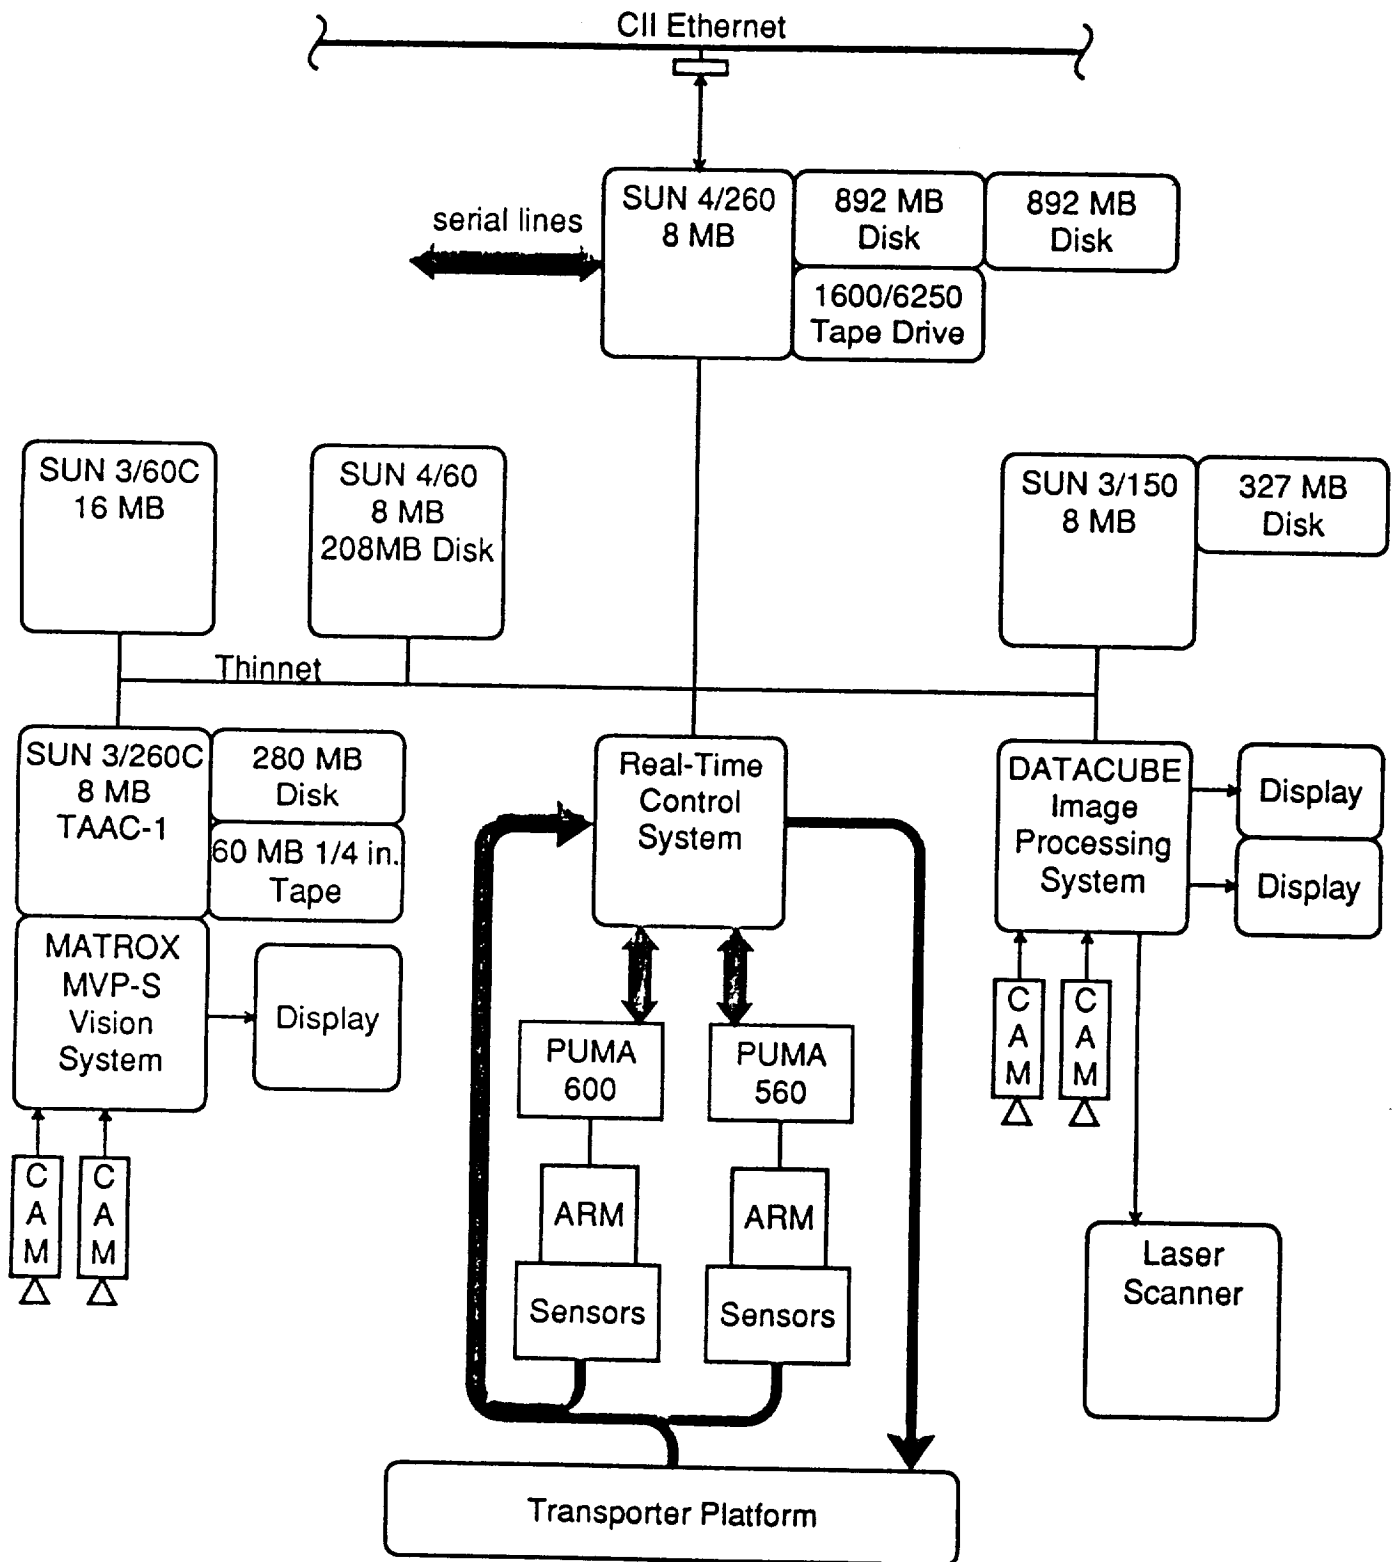 CII Ethernet
serial lines
SUN 4/260
8 MB
892 MB
Disk
892 MB
Disk
1600/6250
Tape Drive
SUN 3/60C
16 MB
SUN 4/60
8 MB
208MB Disk
SUN 3/150
8 MB
327 MB
Disk
Thinnet
SUN 3/260C
8 MB
TAAC-1
280 MB
Disk
60 MB 1/4 in.
Tape
MATROX
MVP-S
Vision
System
Display
CAM
CAM
Real-Time
Control
System
PUMA
600
PUMA
560
ARM
ARM
Sensors
Sensors
Transporter Platform
DATACUBE
Image
Processing
System
Display
Display
CAM
CAM
Laser
Scanner